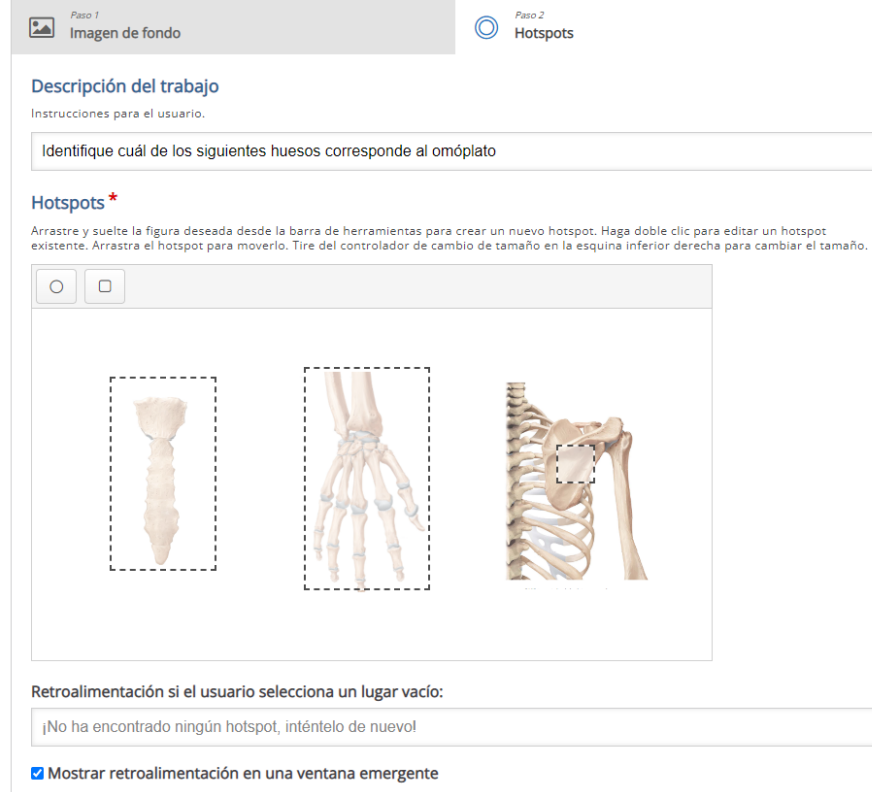 Paso 1
Imagen de fondo
Paso 2
Hotspots
Descripción del trabajo
Instrucciones para el usuario.
Identifique cuál de los siguientes huesos corresponde al omóplato
Hotspots *
Arrastre y suelte la figura deseada desde la barra de herramientas para crear un nuevo hotspot. Haga doble clic para editar un hotspot
existente. Arrastra el hotspot para moverlo. Tire del controlador de cambio de tamaño en la esquina inferior derecha para cambiar el tamaño.
Retroalimentación si el usuario selecciona un lugar vacío:
¡No ha encontrado ningún hotspot, inténtelo de nuevo!
Mostrar retroalimentación en una ventana emergente